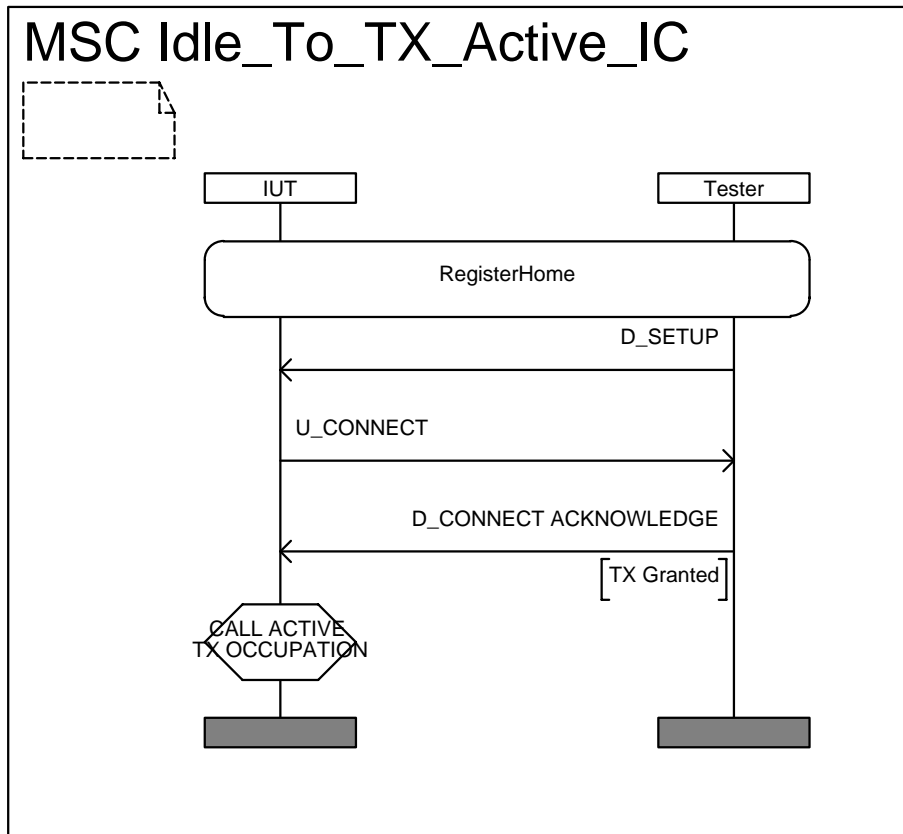 MSC Idle_To_TX_Active_IC
IUT
Tester
RegisterHome
D_SETUP
U_CONNECT
D_CONNECT ACKNOWLEDGE
[TX Granted]
CALL ACTIVE
TX OCCUPATION